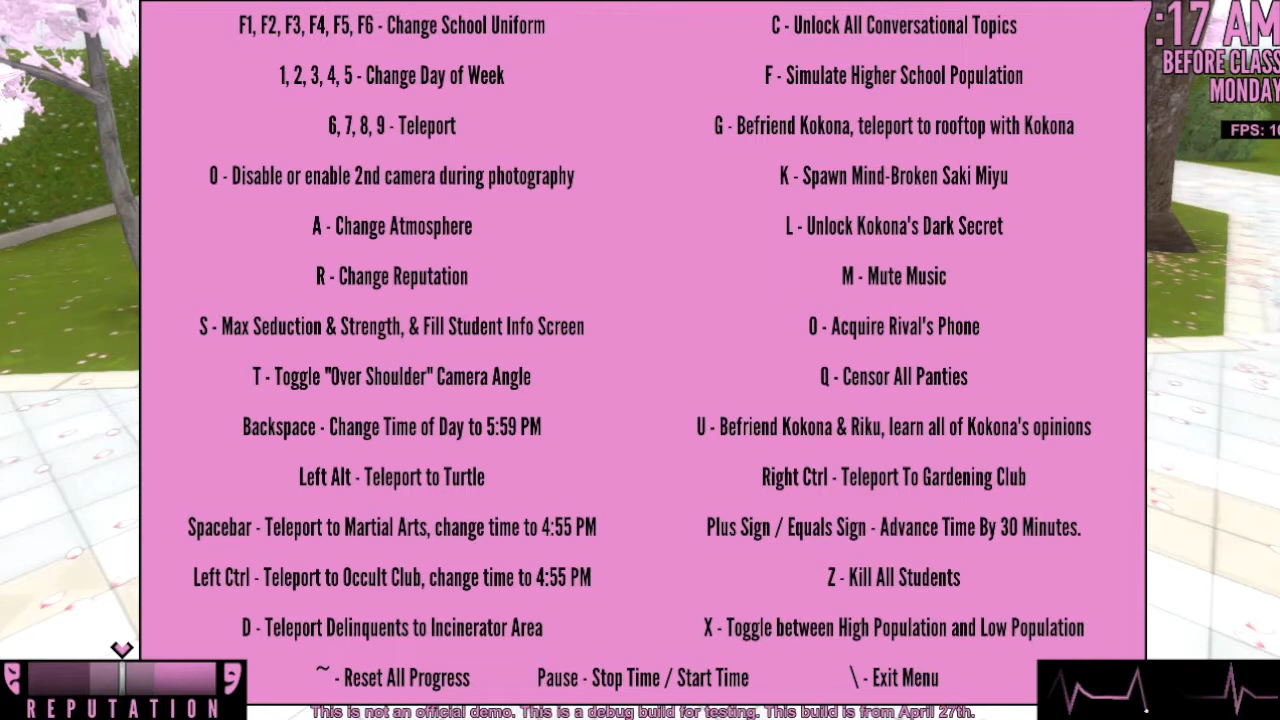 F1, F2, F3, F4, F5, F6 - Change School Uniform
1, 2, 3, 4, 5 - Change Day of Week
6, 7, 8, 9 - Teleport
0 - Disable or enable 2nd camera during photography
A - Change Atmosphere
R - Change Reputation
S - Max Seduction & Strength, & Fill Student Info Screen
T - Toggle "Over Shoulder" Camera Angle
Backspace - Change Time of Day to 5:59 PM
Left Alt - Teleport to Turtle
Spacebar - Teleport to Martial Arts, change time to 4:55 PM
Left Ctrl - Teleport to Occult Club, change time to 4:55 PM
D - Teleport Delinquents to Incinerator Area
C - Unlock All Conversational Topics
F - Simulate Higher School Population
G - Befriend Kokona, teleport to rooftop with Kokona
K - Spawn Mind-Broken Saki Miyu
L - Unlock Kokona's Dark Secret
M - Mute Music
O - Acquire Rival's Phone
Q - Censor All Panties
U - Befriend Kokona & Riku, learn all of Kokona's opinions
Right Ctrl - Teleport To Gardening Club
Plus Sign / Equals Sign - Advance Time By 30 Minutes.
Z - Kill All Students
X - Toggle between High Population and Low Population
~ - Reset All Progress
Pause - Stop Time / Start Time
\ - Exit Menu
7:17 AM
BEFORE CLASS
MONDAY
FPS: 10
REPUTATION
This is not an official demo. This is a debug build for testing. This build is from April 27th.